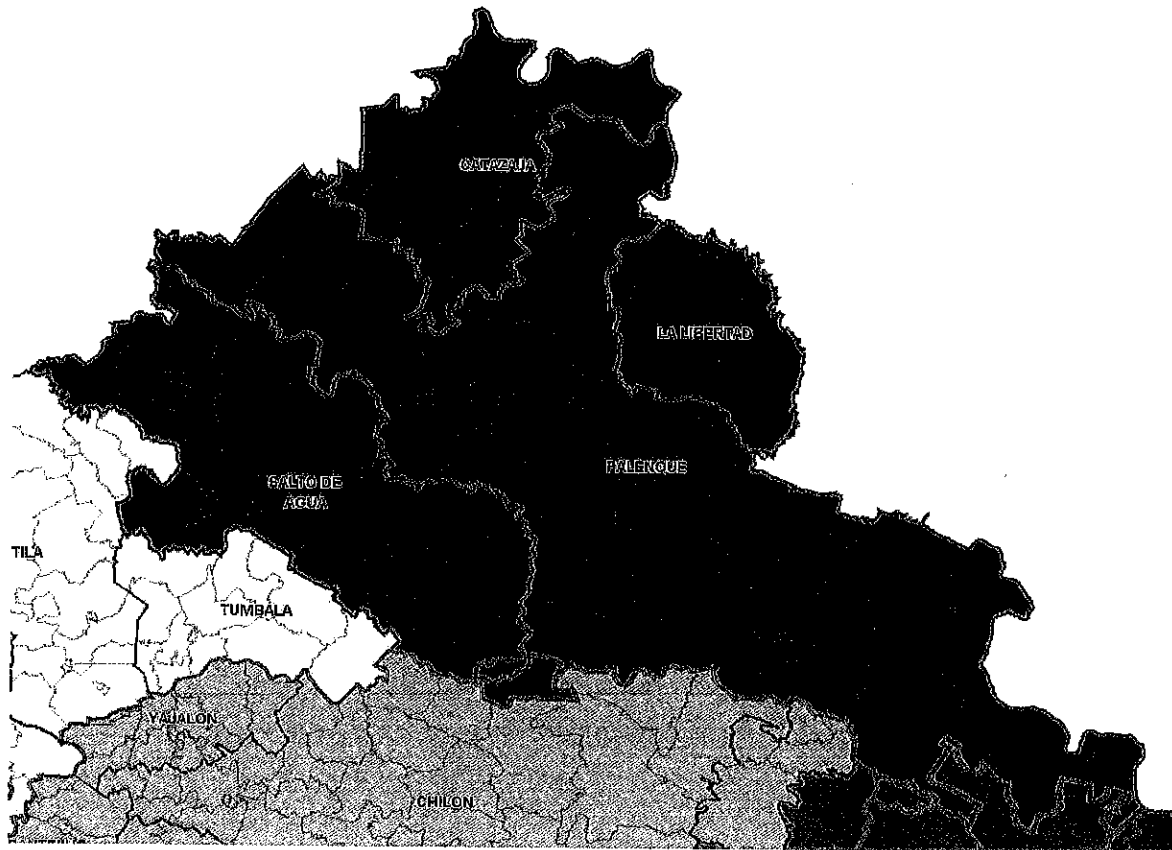 CATAZAJA
LA LIBERTAD
PALENQUE
SALTO DE
AGUA
TILA
TUMBALA
YAJALON
CHILON